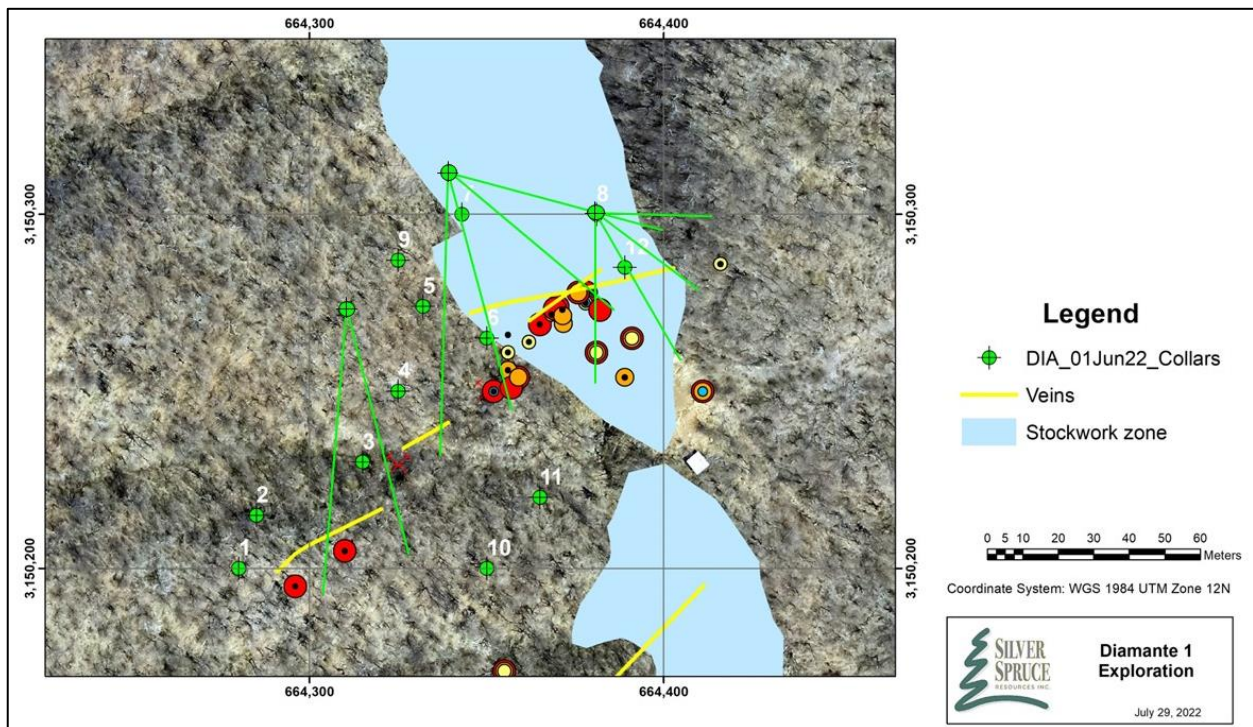 664,300
664,400
3,150,300
3,150,300
3,150,200
3,150,200
8
7
12
9
5
6
4
3
11
2
1
10
664,300
664,400
Legend
DIA_01Jun22_Collars
Veins
Stockwork zone
0 5 10 20 30 40 50 60
Meters
Coordinate System: WGS 1984 UTM Zone 12N
SILVER
SPRUCE
RESOURCES INC.
Diamante 1
Exploration
July 29, 2022